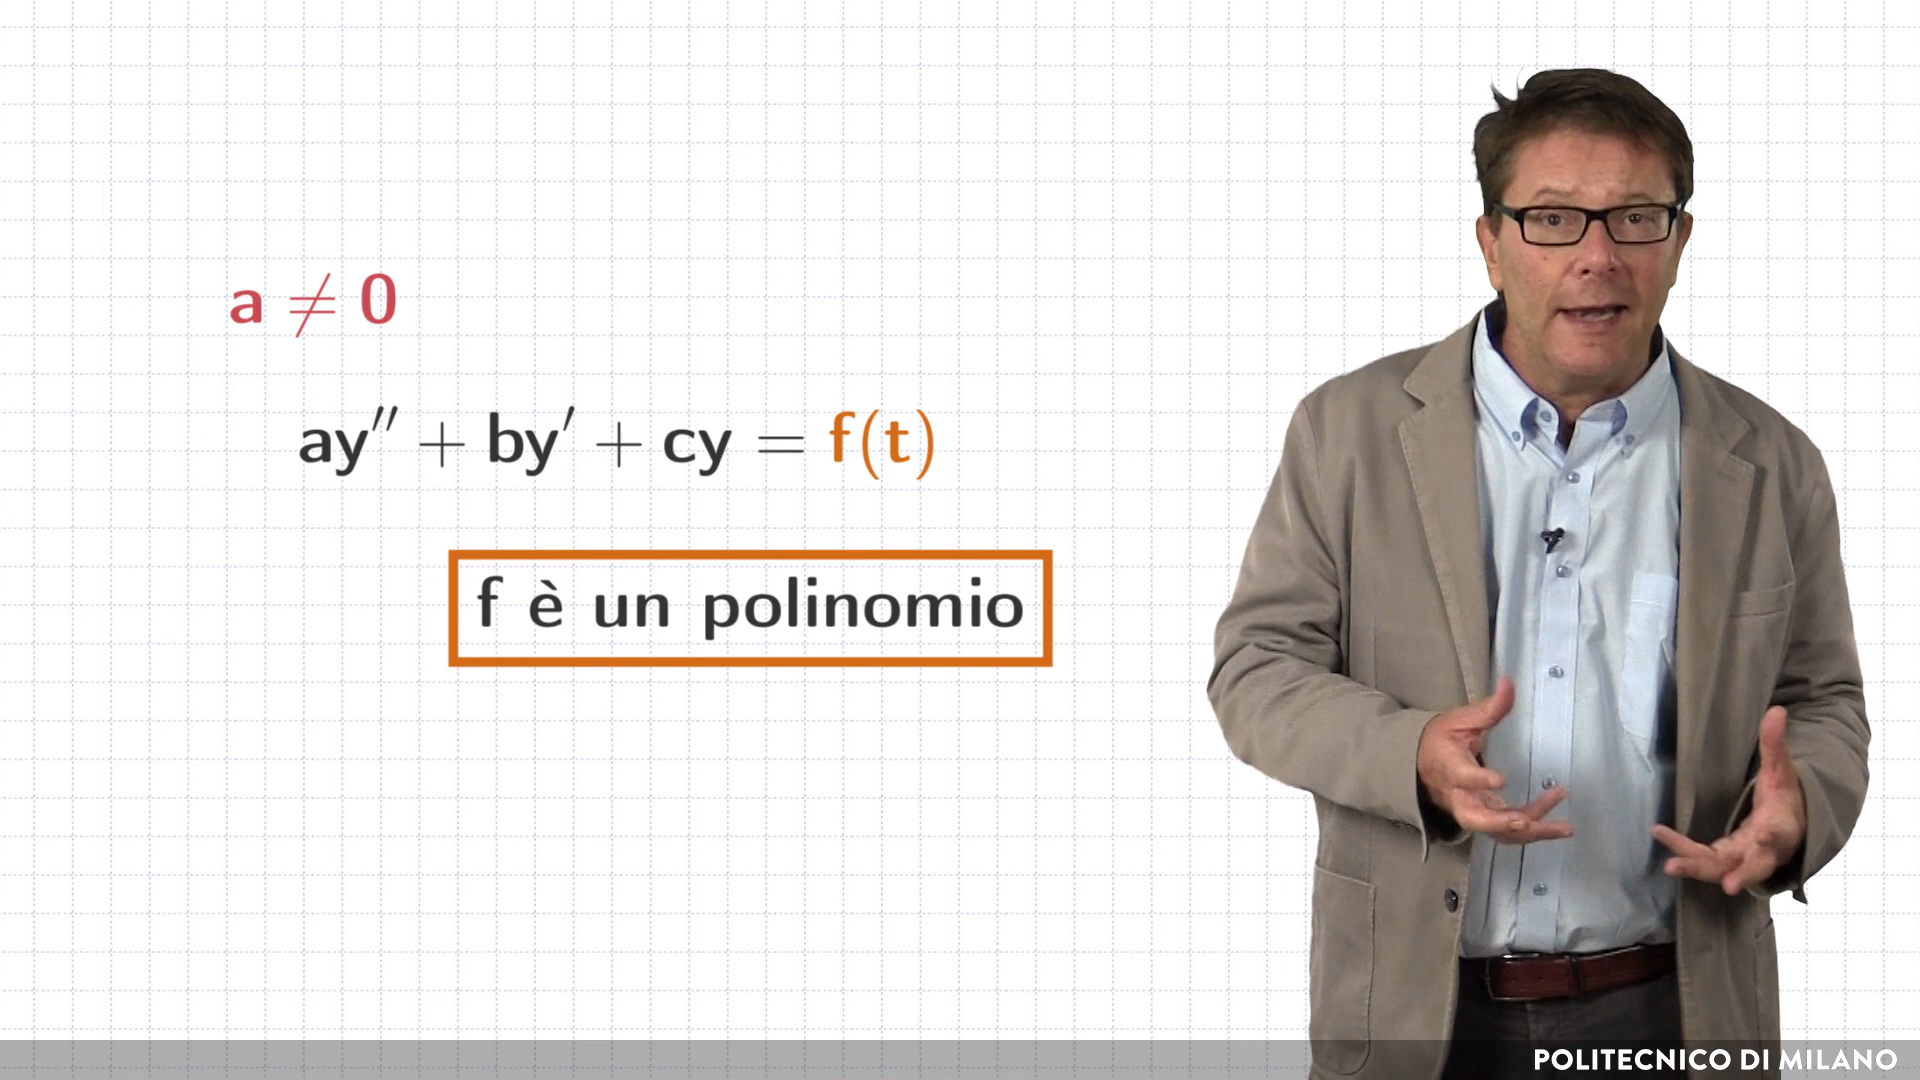 a ≠ 0
ay″ + by′ + cy = f(t)
f è un polinomio
POLITECNICO DI MILANO